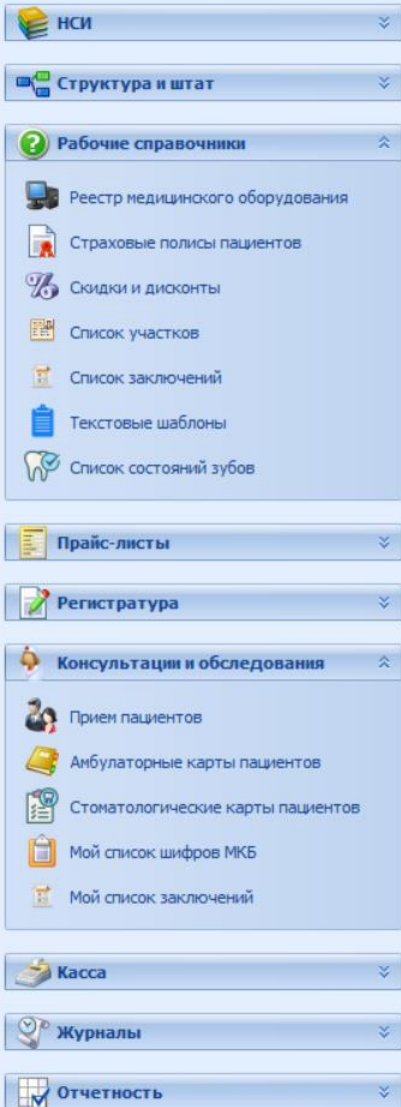 НСИ
Структура и штат
Рабочие справочники
Реестр медицинского оборудования
Страховые полисы пациентов
Скидки и дисконты
Список участков
Список заключений
Текстовые шаблоны
Список состояний зубов
Прайс-листы
Регистратура
Консультации и обследования
Прием пациентов
Амбулаторные карты пациентов
Стоматологические карты пациентов
Мой список шифров МКБ
Мой список заключений
Касса
Журналы
Отчетность